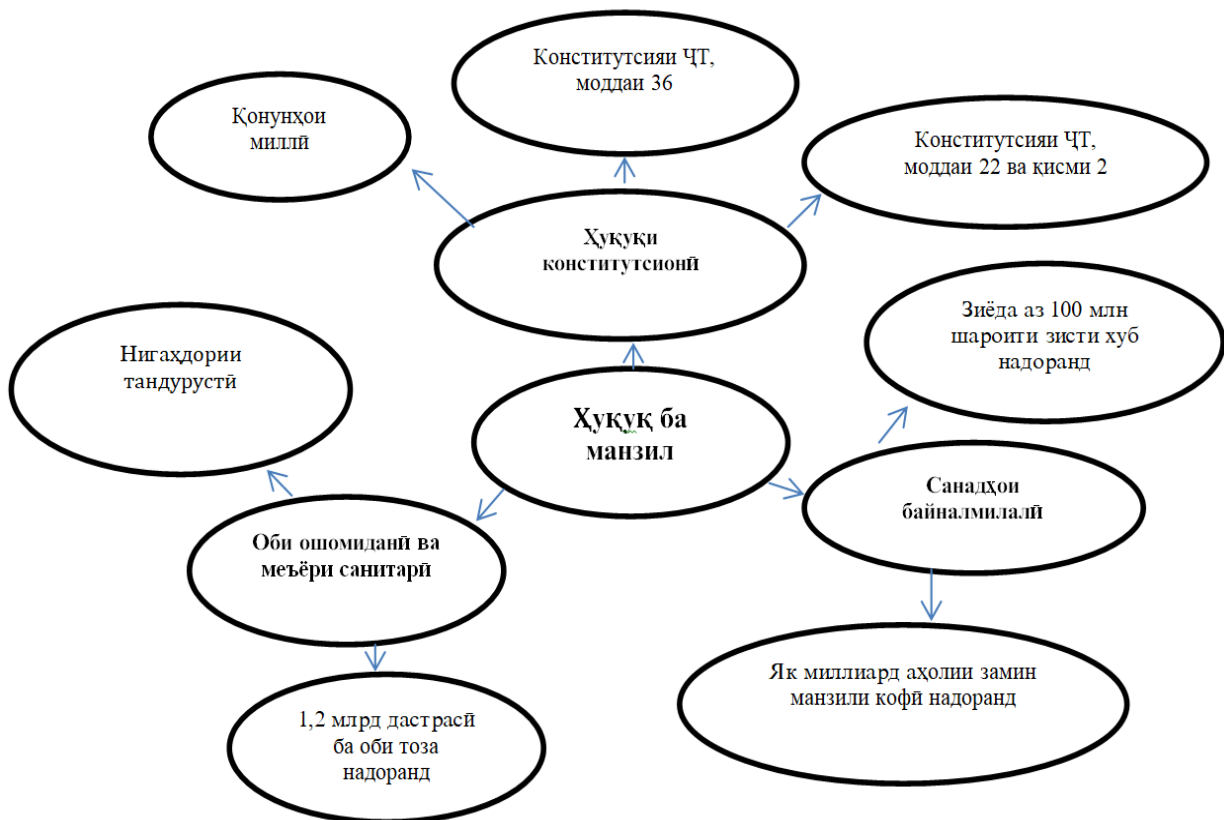 Конститутсияи ҶТ,
моддаи 36
Қонунҳои
миллӣ
Конститутсияи ҶТ,
моддаи 22 ва қисми 2
Ҳуқуқи
конститутсионӣ
Зиёда аз 100 млн
шароити зисти хуб
надоранд
Нигаҳдории
тандурустӣ
Ҳуқуқ ба
манзил
Санадҳои
байналмилалӣ
Оби ошомиданӣ ва
меъёри санитарӣ
Як миллиард аҳолии замин
манзили кофӣ надоранд
1,2 млрд дастрасӣ
ба оби тоза
надоранд